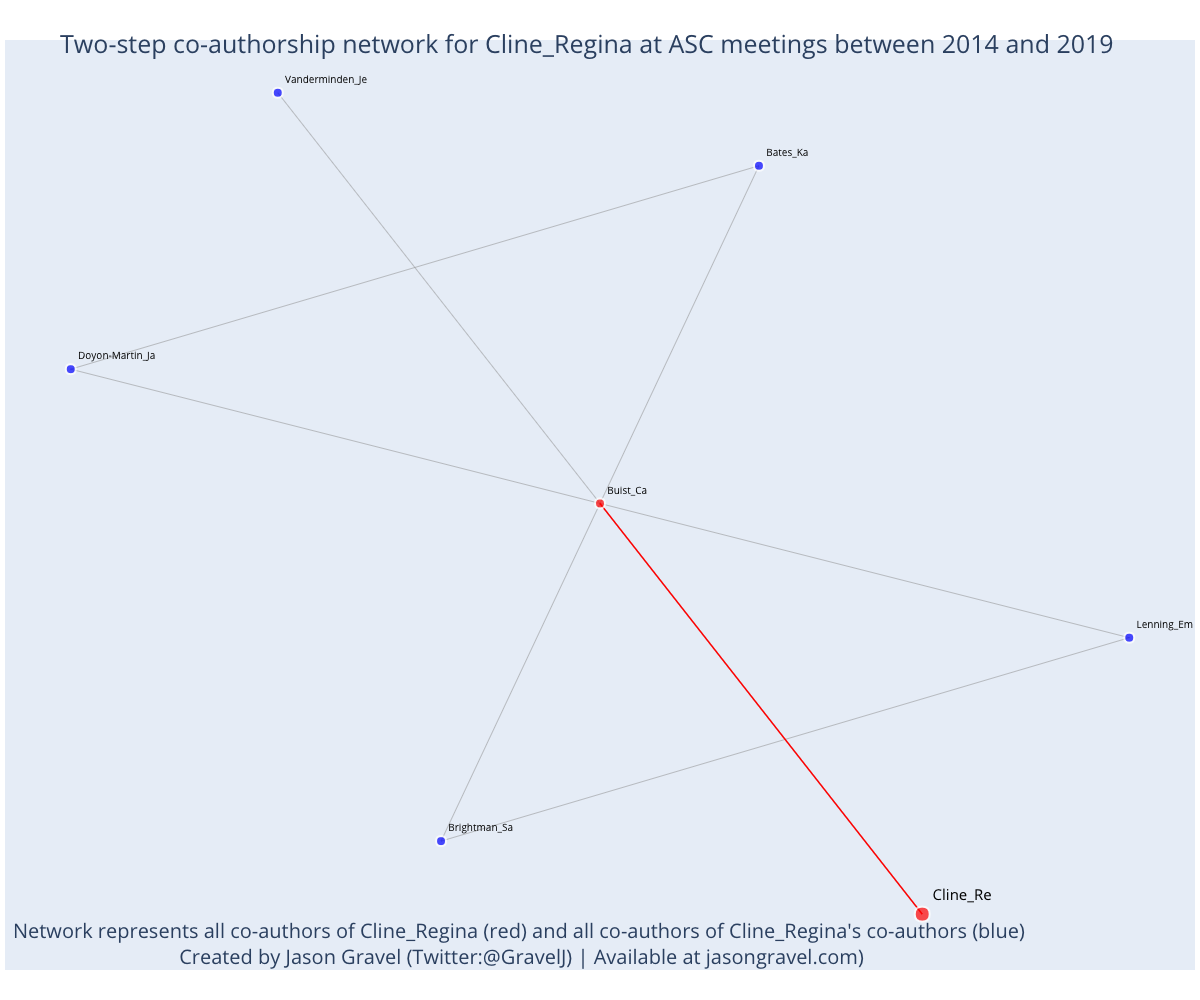 Two-step co-authorship network for Cline_Regina at ASC meetings between 2014 and 2019
Vanderminden_Je
Bates_Ka
Doyon-Martin_Ja
Buist_Ca
Lenning_Em
Brightman_Sa
Cline_Re
Network represents all co-authors of Cline_Regina (red) and all co-authors of Cline_Regina's co-authors (blue)
Created by Jason Gravel (Twitter:@GravelJ) | Available at jasongravel.com)